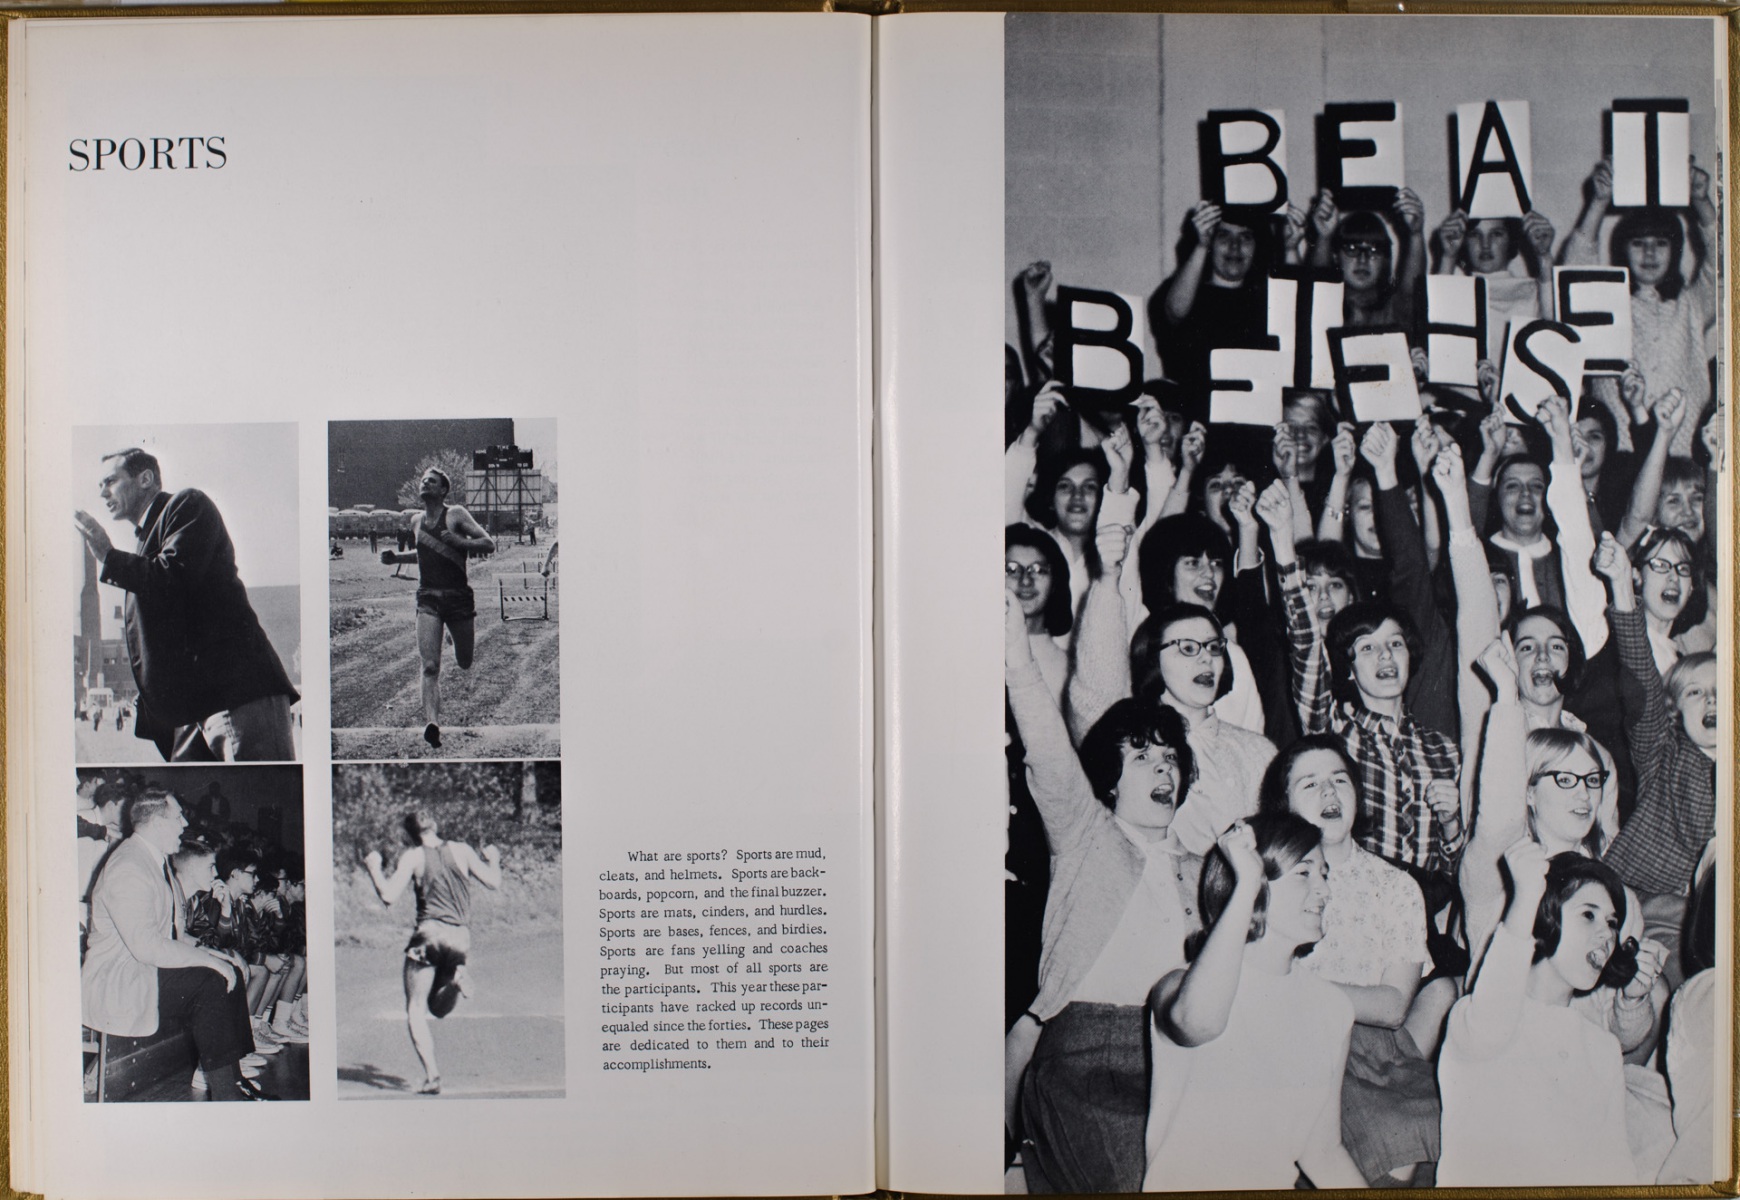 SPORTS
What are sports? Sports are mud,
cleats, and helmets. Sports are back-
boards, popcorn, and the final buzzer.
Sports are mats, cinders, and hurdles.
Sports are bases, fences, and birdies.
Sports are fans yelling and coaches
praying. But most of all sports are
the participants. This year these par-
ticipants have racked up records un-
equaled since the forties. These pages
are dedicated to them and to their
accomplishments.
BEAT
THE
BEES